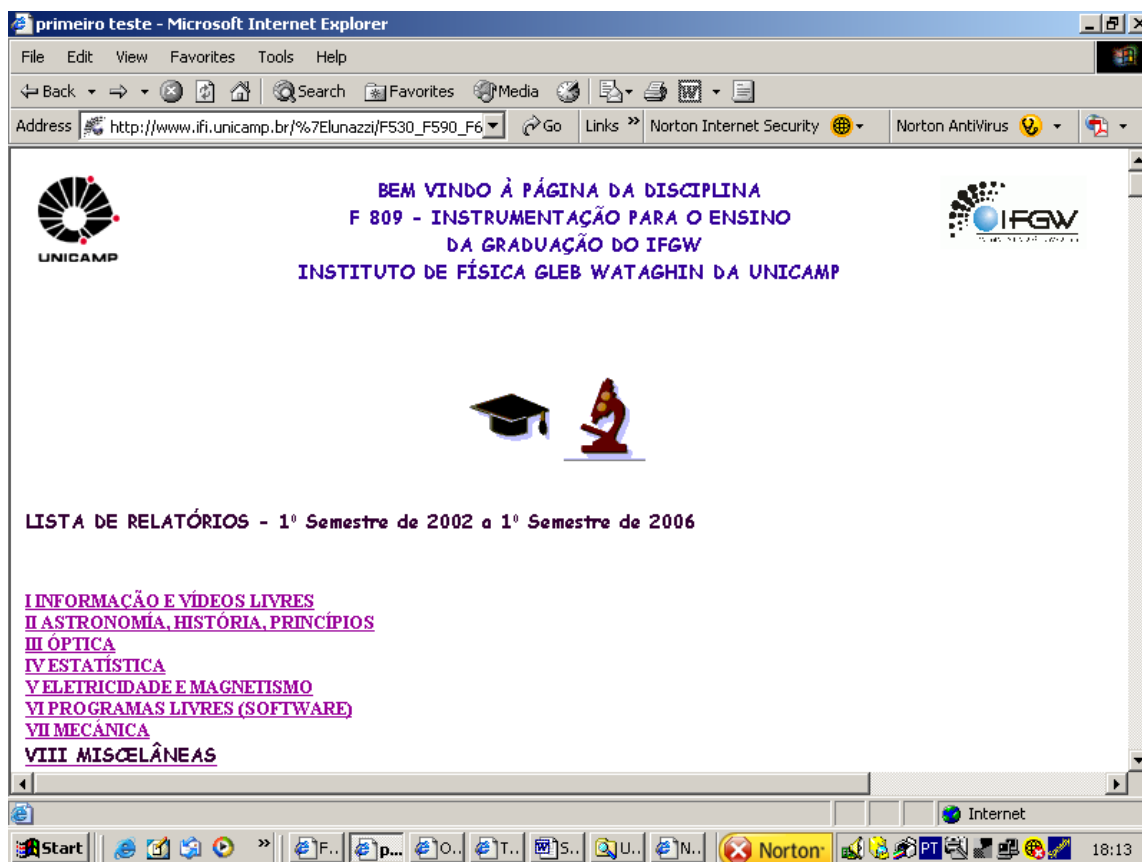 primeiro teste - Microsoft Internet Explorer
File Edit View Favorites Tools Help
Back Search Favorites Media
Address http://www.ifi.unicamp.br/%7Elunazzi/F530_F590_F6 Go Links » Norton Internet Security Norton AntiVirus
UNICAMP
BEM VINDO À PÁGINA DA DISCIPLINA
F 809 - INSTRUMENTAÇÃO PARA O ENSINO
DA GRADUAÇÃO DO IFGW
INSTITUTO DE FÍSICA GLEB WATAGHIN DA UNICAMP
IFGW
LISTA DE RELATÓRIOS - 1º Semestre de 2002 a 1º Semestre de 2006
I INFORMAÇÃO E VÍDEOS LIVRES
II ASTRONOMÍA, HISTÓRIA, PRINCÍPIOS
III ÓPTICA
IV ESTATÍSTICA
V ELETRICIDADE E MAGNETISMO
VI PROGRAMAS LIVRES (SOFTWARE)
VII MECÁNICA
VIII MISCELÂNEAS
Internet
Start » F.. p... O.. T.. S.. U.. N.. Norton PT 18:13